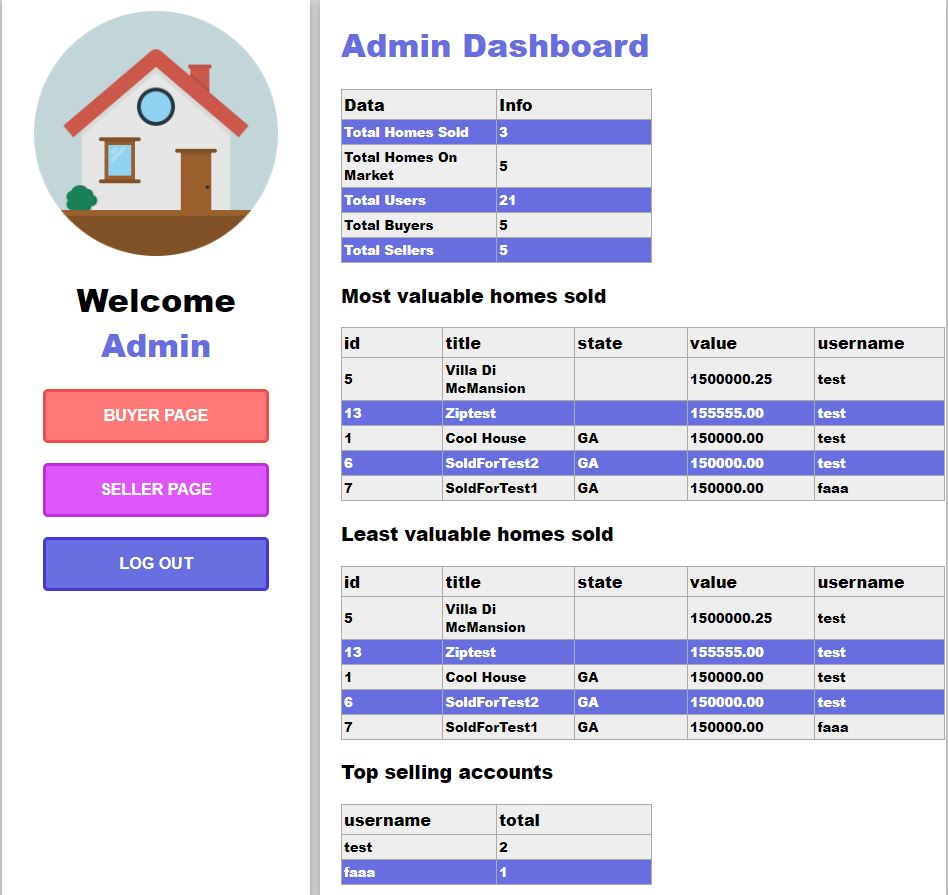 Welcome
Admin
BUYER PAGE
SELLER PAGE
LOG OUT
Admin Dashboard
Data Info
Total Homes Sold 3
Total Homes On
Market 5
Total Users 21
Total Buyers 5
Total Sellers 5
Most valuable homes sold
id title state value username
5 Villa Di
McMansion 1500000.25 test
13 Ziptest 155555.00 test
1 Cool House GA 150000.00 test
6 SoldForTest2 GA 150000.00 test
7 SoldForTest1 GA 150000.00 faaa
Least valuable homes sold
id title state value username
5 Villa Di
McMansion 1500000.25 test
13 Ziptest 155555.00 test
1 Cool House GA 150000.00 test
6 SoldForTest2 GA 150000.00 test
7 SoldForTest1 GA 150000.00 faaa
Top selling accounts
username total
test 2
faaa 1